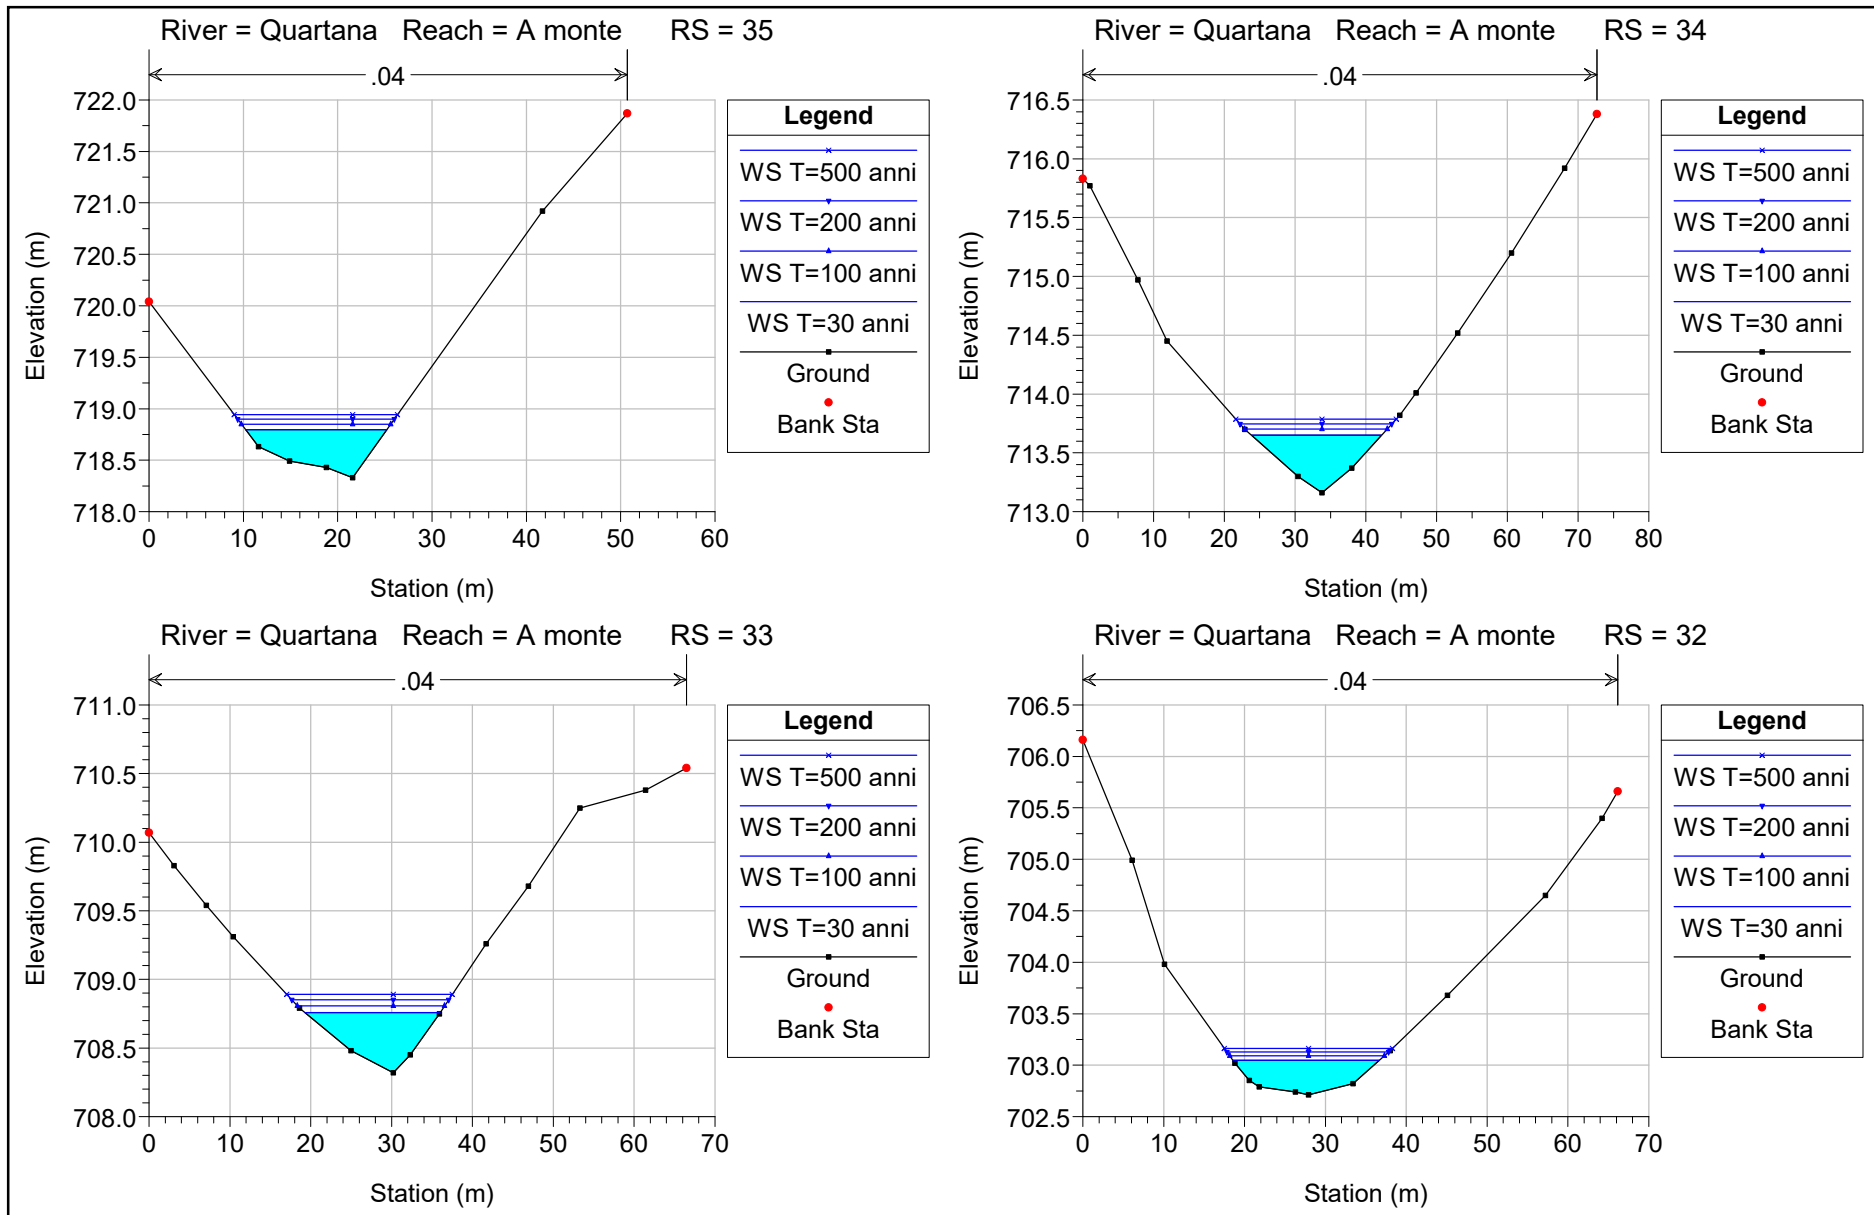 River = Quartana Reach = A monte RS = 35
.04
722.0
721.5
721.0
720.5
720.0
719.5
719.0
718.5
718.0
Elevation (m)
0 10 20 30 40 50 60
Station (m)
Legend
WS T=500 anni
WS T=200 anni
WS T=100 anni
WS T=30 anni
Ground
Bank Sta
River = Quartana Reach = A monte RS = 34
.04
716.5
716.0
715.5
715.0
714.5
714.0
713.5
713.0
Elevation (m)
0 10 20 30 40 50 60 70 80
Station (m)
Legend
WS T=500 anni
WS T=200 anni
WS T=100 anni
WS T=30 anni
Ground
Bank Sta
River = Quartana Reach = A monte RS = 33
.04
711.0
710.5
710.0
709.5
709.0
708.5
708.0
Elevation (m)
0 10 20 30 40 50 60 70
Station (m)
Legend
WS T=500 anni
WS T=200 anni
WS T=100 anni
WS T=30 anni
Ground
Bank Sta
River = Quartana Reach = A monte RS = 32
.04
706.5
706.0
705.5
705.0
704.5
704.0
703.5
703.0
702.5
Elevation (m)
0 10 20 30 40 50 60 70
Station (m)
Legend
WS T=500 anni
WS T=200 anni
WS T=100 anni
WS T=30 anni
Ground
Bank Sta